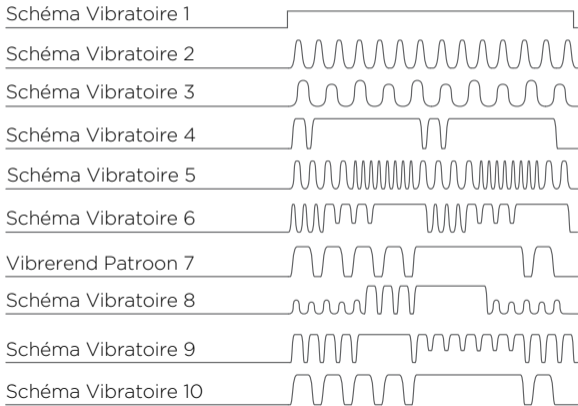 Schéma Vibratoire 1
Schéma Vibratoire 2
Schéma Vibratoire 3
Schéma Vibratoire 4
Schéma Vibratoire 5
Schéma Vibratoire 6
Vibrerend Patroon 7
Schéma Vibratoire 8
Schéma Vibratoire 9
Schéma Vibratoire 10